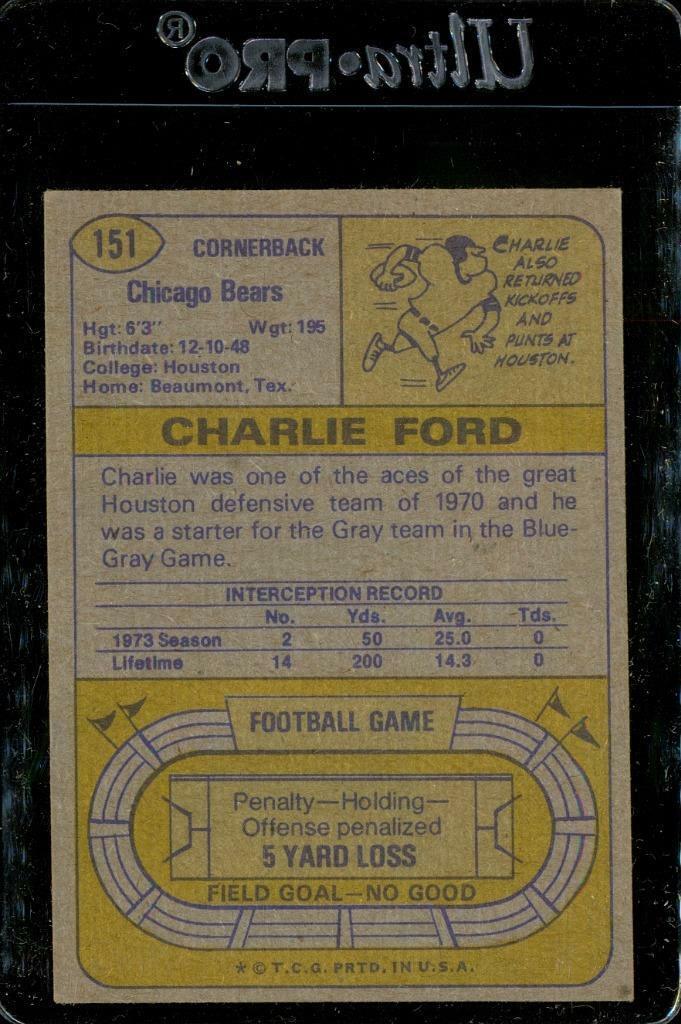 Ultra•PRO®
151
CORNERBACK
Chicago Bears
Hgt: 6'3" Wgt: 195
Birthdate: 12-10-48
College: Houston
Home: Beaumont, Tex.
CHARLIE
ALSO
RETURNED
KICKOFFS
AND
PUNTS AT
HOUSTON.
CHARLIE FORD
Charlie was one of the aces of the great
Houston defensive team of 1970 and he
was a starter for the Gray team in the Blue-
Gray Game.
INTERCEPTION RECORD
No. Yds. Avg. Tds.
1973 Season 2 50 25.0 0
Lifetime 14 200 14.3 0
FOOTBALL GAME
Penalty—Holding—
Offense penalized
5 YARD LOSS
FIELD GOAL—NO GOOD
* © T.C.G. PRTD. IN U.S.A.